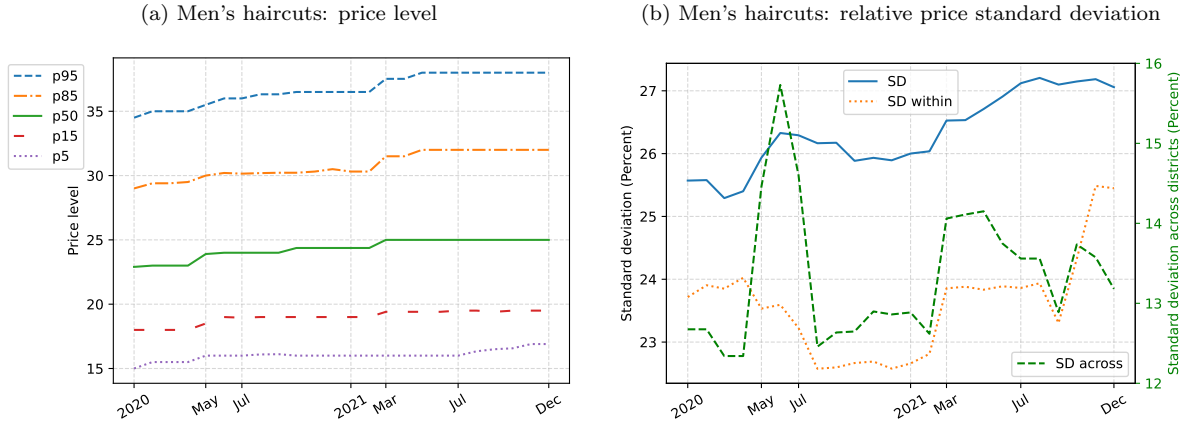 (a) Men’s haircuts: price level
p95
p85
p50
p15
p5
Price level
35
30
25
20
15
2020
May
Jul
2021
Mar
Jul
Dec
(b) Men’s haircuts: relative price standard deviation
SD
SD within
SD across
Standard deviation (Percent)
27
26
25
24
23
2020
May
Jul
2021
Mar
Jul
Dec
16
15
14
13
12
Standard deviation across districts (Percent)